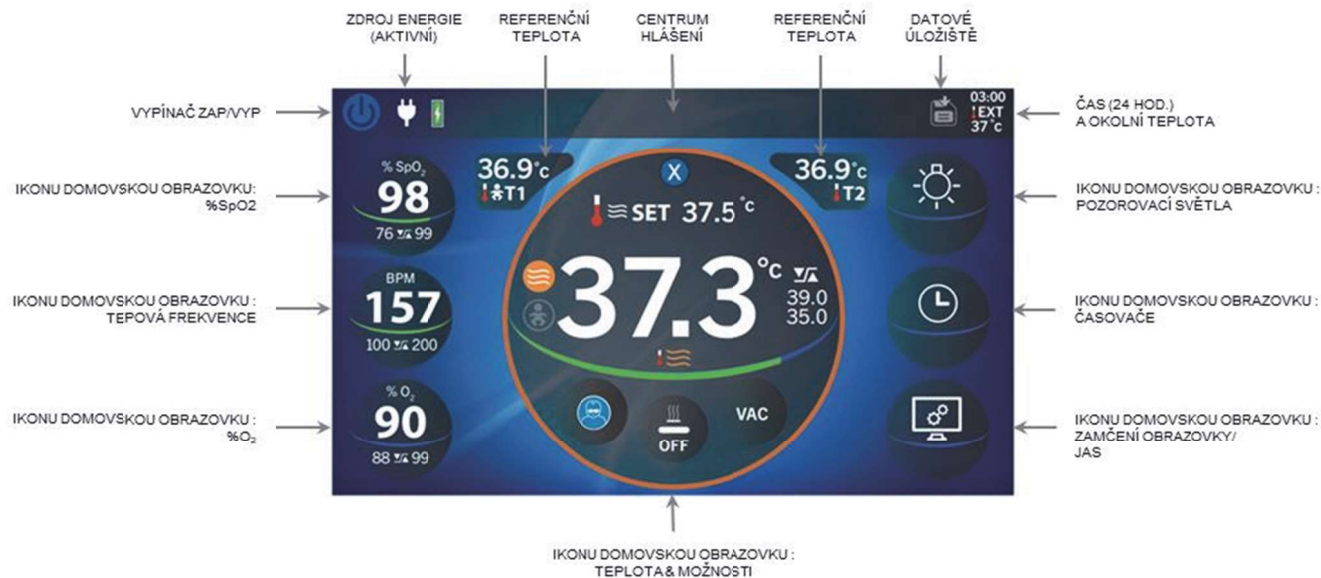 ZDROJ ENERGIE
(AKTIVNÍ)
REFERENČNÍ
TEPLOTA
CENTRUM
HLÁŠENÍ
REFERENČNÍ
TEPLOTA
DATOVÉ
ÚLOŽIŠTĚ
VYPÍNAČ ZAP/VYP
03:00
EXT
37°C
ČAS (24 HOD.)
A OKOLNÍ TEPLOTA
IKONU DOMOVSKOU OBRAZOVKU:
%SpO2
% SpO₂
98
76 99
36.9°C
T1
X
SET 37.5 °C
36.9°C
T2
IKONU DOMOVSKOU OBRAZOVKU :
POZOROVACÍ SVĚTLA
IKONU DOMOVSKOU OBRAZOVKU :
TEPOVÁ FREKVENCE
BPM
157
100 200
37.3°C
39.0
35.0
IKONU DOMOVSKOU OBRAZOVKU :
ČASOVAČE
IKONU DOMOVSKOU OBRAZOVKU :
%O₂
% O₂
90
88 99
OFF
VAC
IKONU DOMOVSKOU OBRAZOVKU :
ZAMČENÍ OBRAZOVKY/
JAS
IKONU DOMOVSKOU OBRAZOVKU :
TEPLOTA & MOŽNOSTI